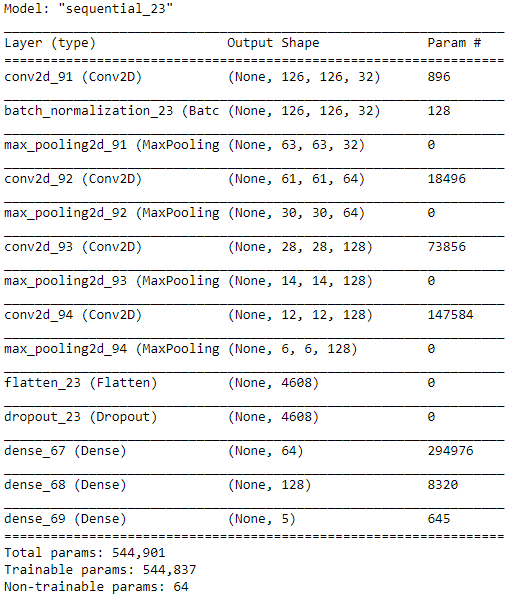 Model: "sequential_23"
Layer (type) Output Shape Param #
conv2d_91 (Conv2D) (None, 126, 126, 32) 896
batch_normalization_23 (Batc (None, 126, 126, 32) 128
max_pooling2d_91 (MaxPooling (None, 63, 63, 32) 0
conv2d_92 (Conv2D) (None, 61, 61, 64) 18496
max_pooling2d_92 (MaxPooling (None, 30, 30, 64) 0
conv2d_93 (Conv2D) (None, 28, 28, 128) 73856
max_pooling2d_93 (MaxPooling (None, 14, 14, 128) 0
conv2d_94 (Conv2D) (None, 12, 12, 128) 147584
max_pooling2d_94 (MaxPooling (None, 6, 6, 128) 0
flatten_23 (Flatten) (None, 4608) 0
dropout_23 (Dropout) (None, 4608) 0
dense_67 (Dense) (None, 64) 294976
dense_68 (Dense) (None, 128) 8320
dense_69 (Dense) (None, 5) 645
Total params: 544,901
Trainable params: 544,837
Non-trainable params: 64